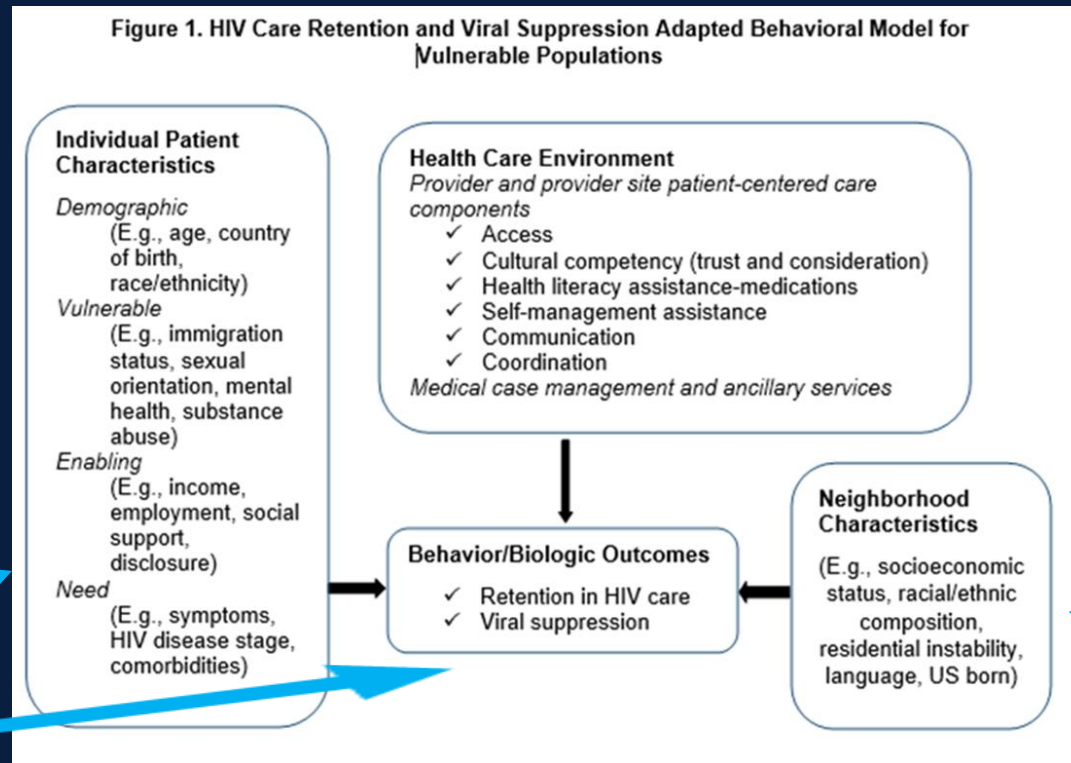 Figure 1. HIV Care Retention and Viral Suppression Adapted Behavioral Model for
Vulnerable Populations
Individual Patient
Characteristics
Demographic
(E.g., age, country
of birth,
race/ethnicity)
Vulnerable
(E.g., immigration
status, sexual
orientation, mental
health, substance
abuse)
Enabling
(E.g., income,
employment, social
support,
disclosure)
Need
(E.g., symptoms,
HIV disease stage,
comorbidities)
Health Care Environment
Provider and provider site patient-centered care
components
✓ Access
✓ Cultural competency (trust and consideration)
✓ Health literacy assistance-medications
✓ Self-management assistance
✓ Communication
✓ Coordination
Medical case management and ancillary services
Behavior/Biologic Outcomes
✓ Retention in HIV care
✓ Viral suppression
Neighborhood
Characteristics
(E.g., socioeconomic
status, racial/ethnic
composition,
residential instability,
language, US born)